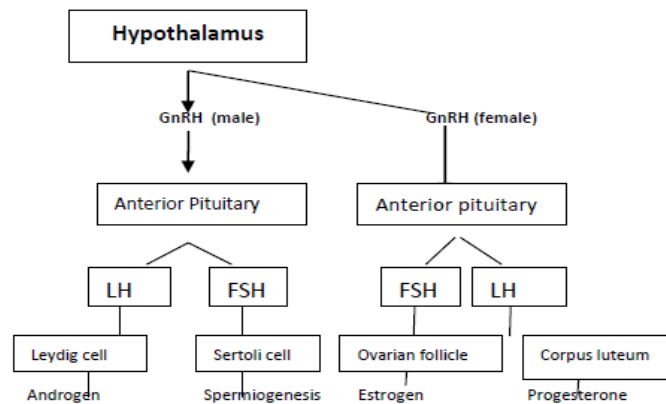 Hypothalamus
GnRH (male)
GnRH (female)
Anterior Pituitary
Anterior pituitary
LH
FSH
FSH
LH
Leydig cell
Sertoli cell
Ovarian follicle
Corpus luteum
Androgen
Spermiogenesis
Estrogen
Progesterone